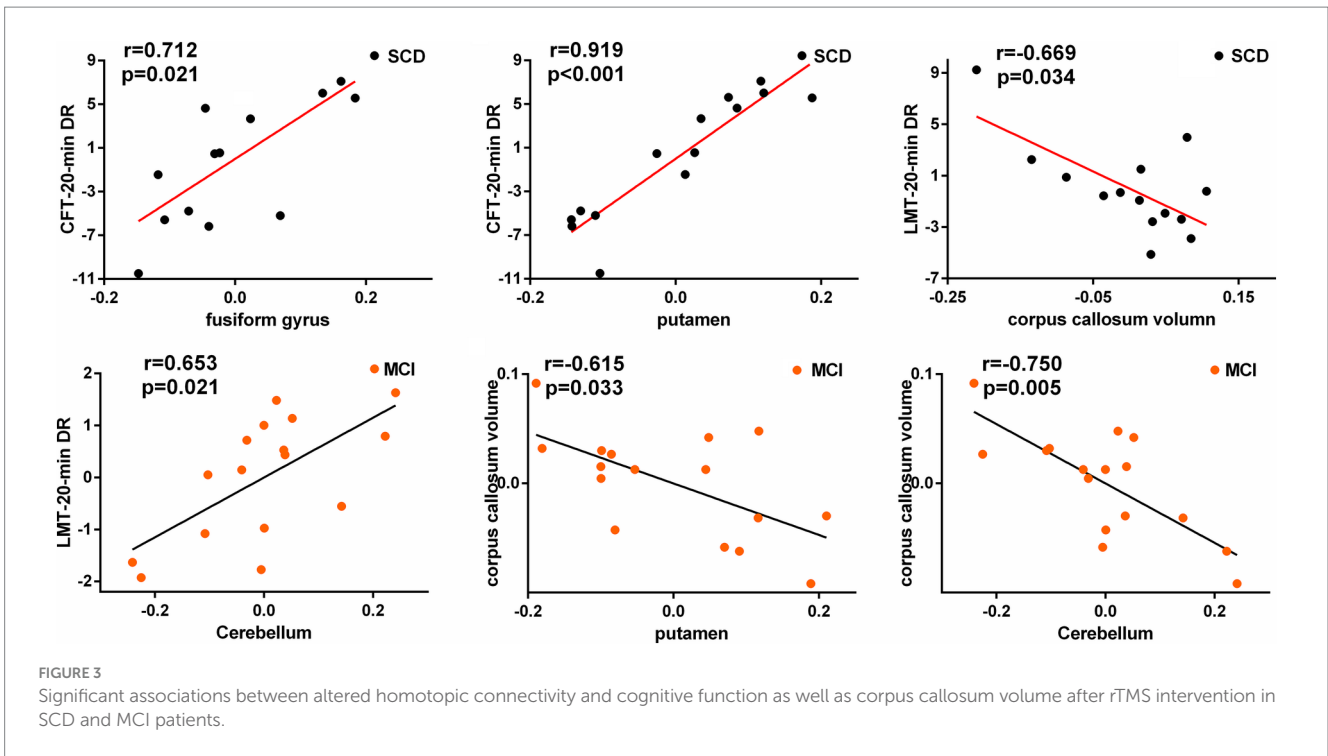 r=0.712
p=0.021
SCD
9
5
1
-3
-7
-11
CFT-20-min DR
-0.2
0.0
0.2
fusiform gyrus
r=0.919
p<0.001
SCD
9
5
1
-3
-7
-11
CFT-20-min DR
-0.2
0.0
0.2
putamen
r=-0.669
p=0.034
SCD
9
5
1
-3
-7
LMT-20-min DR
-0.25
-0.05
0.15
corpus callosum volumn
r=0.653
p=0.021
MCI
2
1
0
-1
-2
LMT-20-min DR
-0.2
0.0
0.2
Cerebellum
r=-0.615
p=0.033
MCI
0.1
0.0
corpus callosum volume
-0.2
0.0
0.2
putamen
r=-0.750
p=0.005
MCI
0.1
0.0
corpus callosum volume
-0.2
0.0
0.2
Cerebellum
FIGURE 3
Significant associations between altered homotopic connectivity and cognitive function as well as corpus callosum volume after rTMS intervention in
SCD and MCI patients.